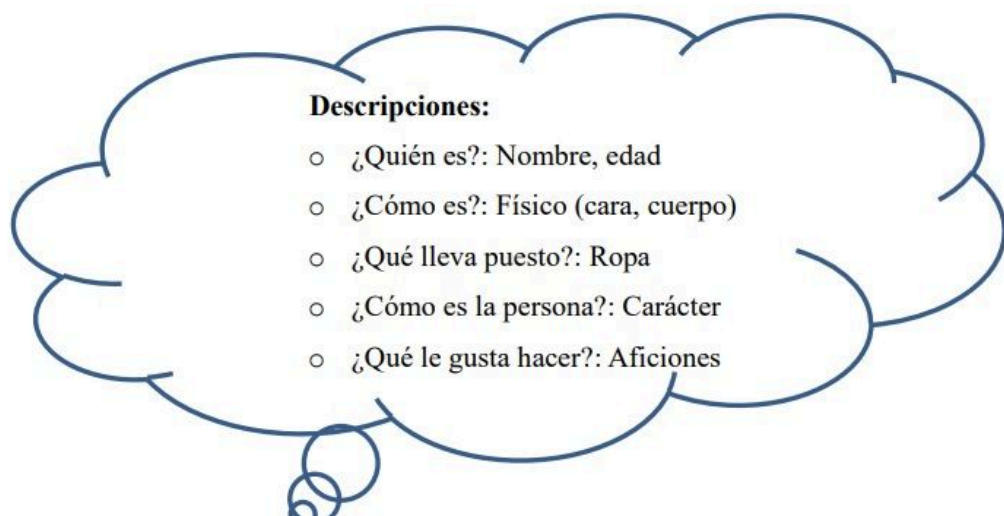 Descripciones:
o ¿Quién es?: Nombre, edad
o ¿Cómo es?: Físico (cara, cuerpo)
o ¿Qué lleva puesto?: Ropa
o ¿Cómo es la persona?: Carácter
o ¿Qué le gusta hacer?: Aficiones